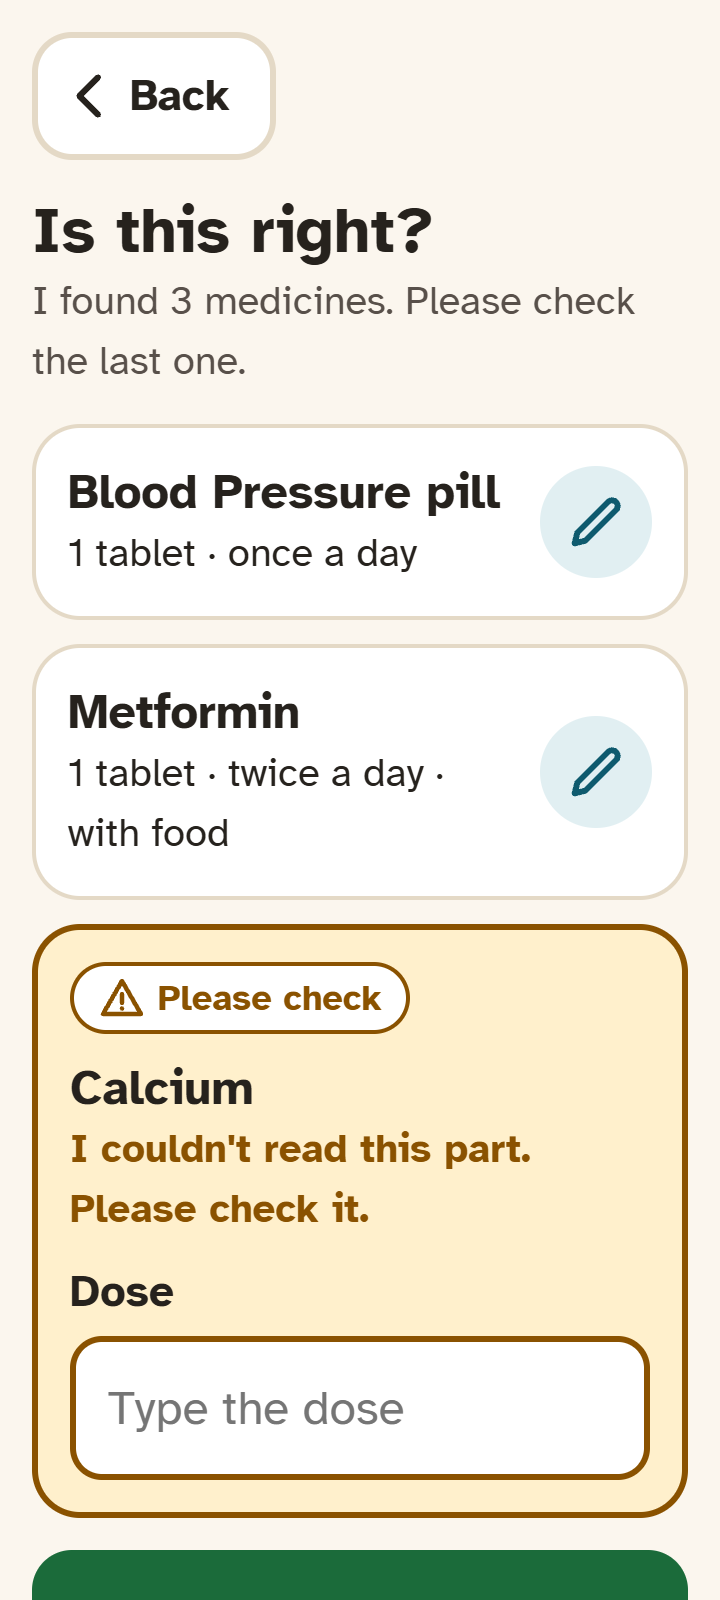 Back
Is this right?
I found 3 medicines. Please check
the last one.
Blood Pressure pill
1 tablet · once a day
Metformin
1 tablet · twice a day ·
with food
Please check
Calcium
I couldn't read this part.
Please check it.
Dose
Type the dose